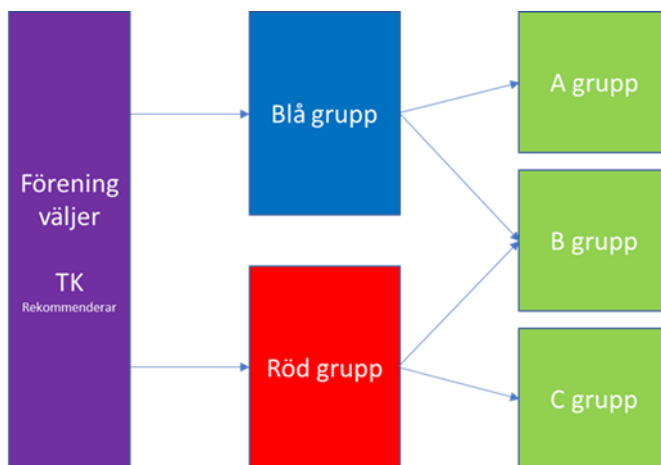 Förening
väljer
TK
Rekommenderar
Blå grupp
Röd grupp
A grupp
B grupp
C grupp